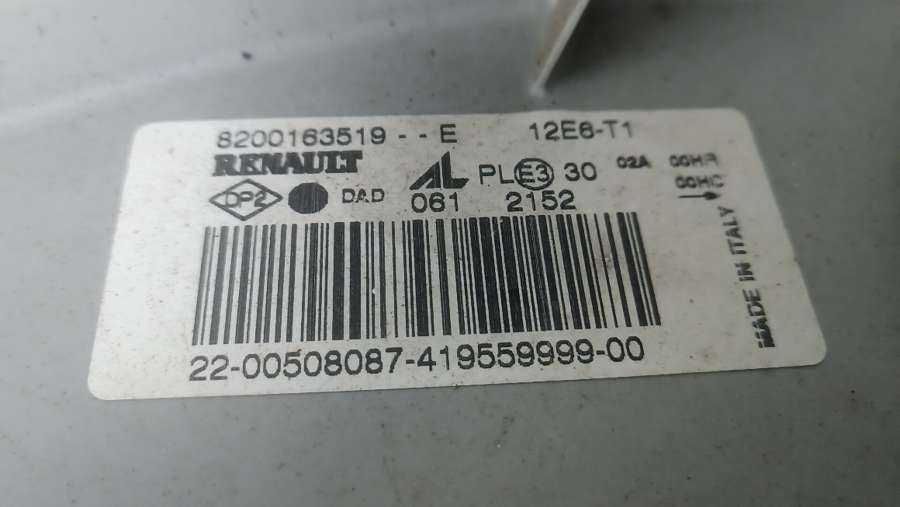 8200163519 - - E 12E6-T1
RENAULT AL PL E3 30 02A 00HR
00HC
DP2 DAD 061 2152
22-00508087-419559999-00
MADE IN ITALY